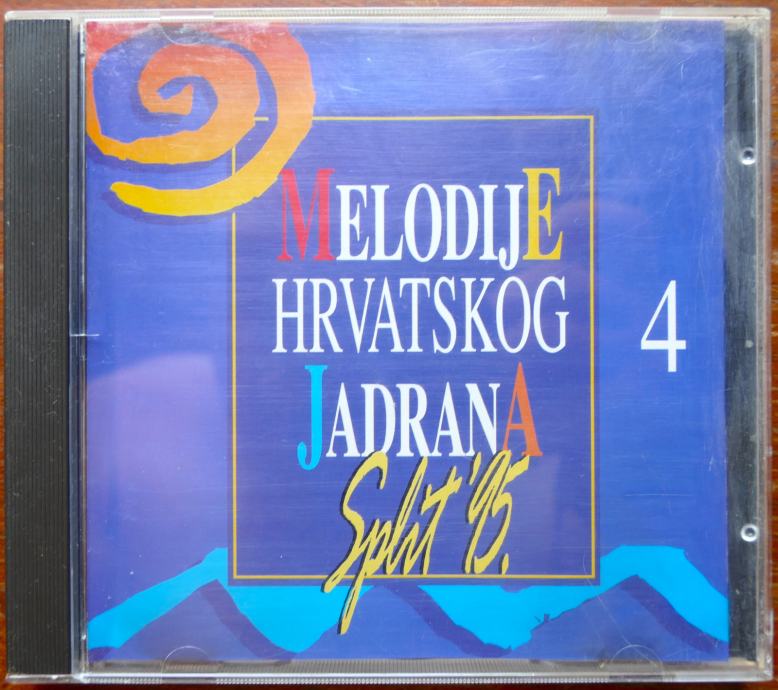 MELODIJE
HRVATSKOG
JADRANA
Split '95.
4